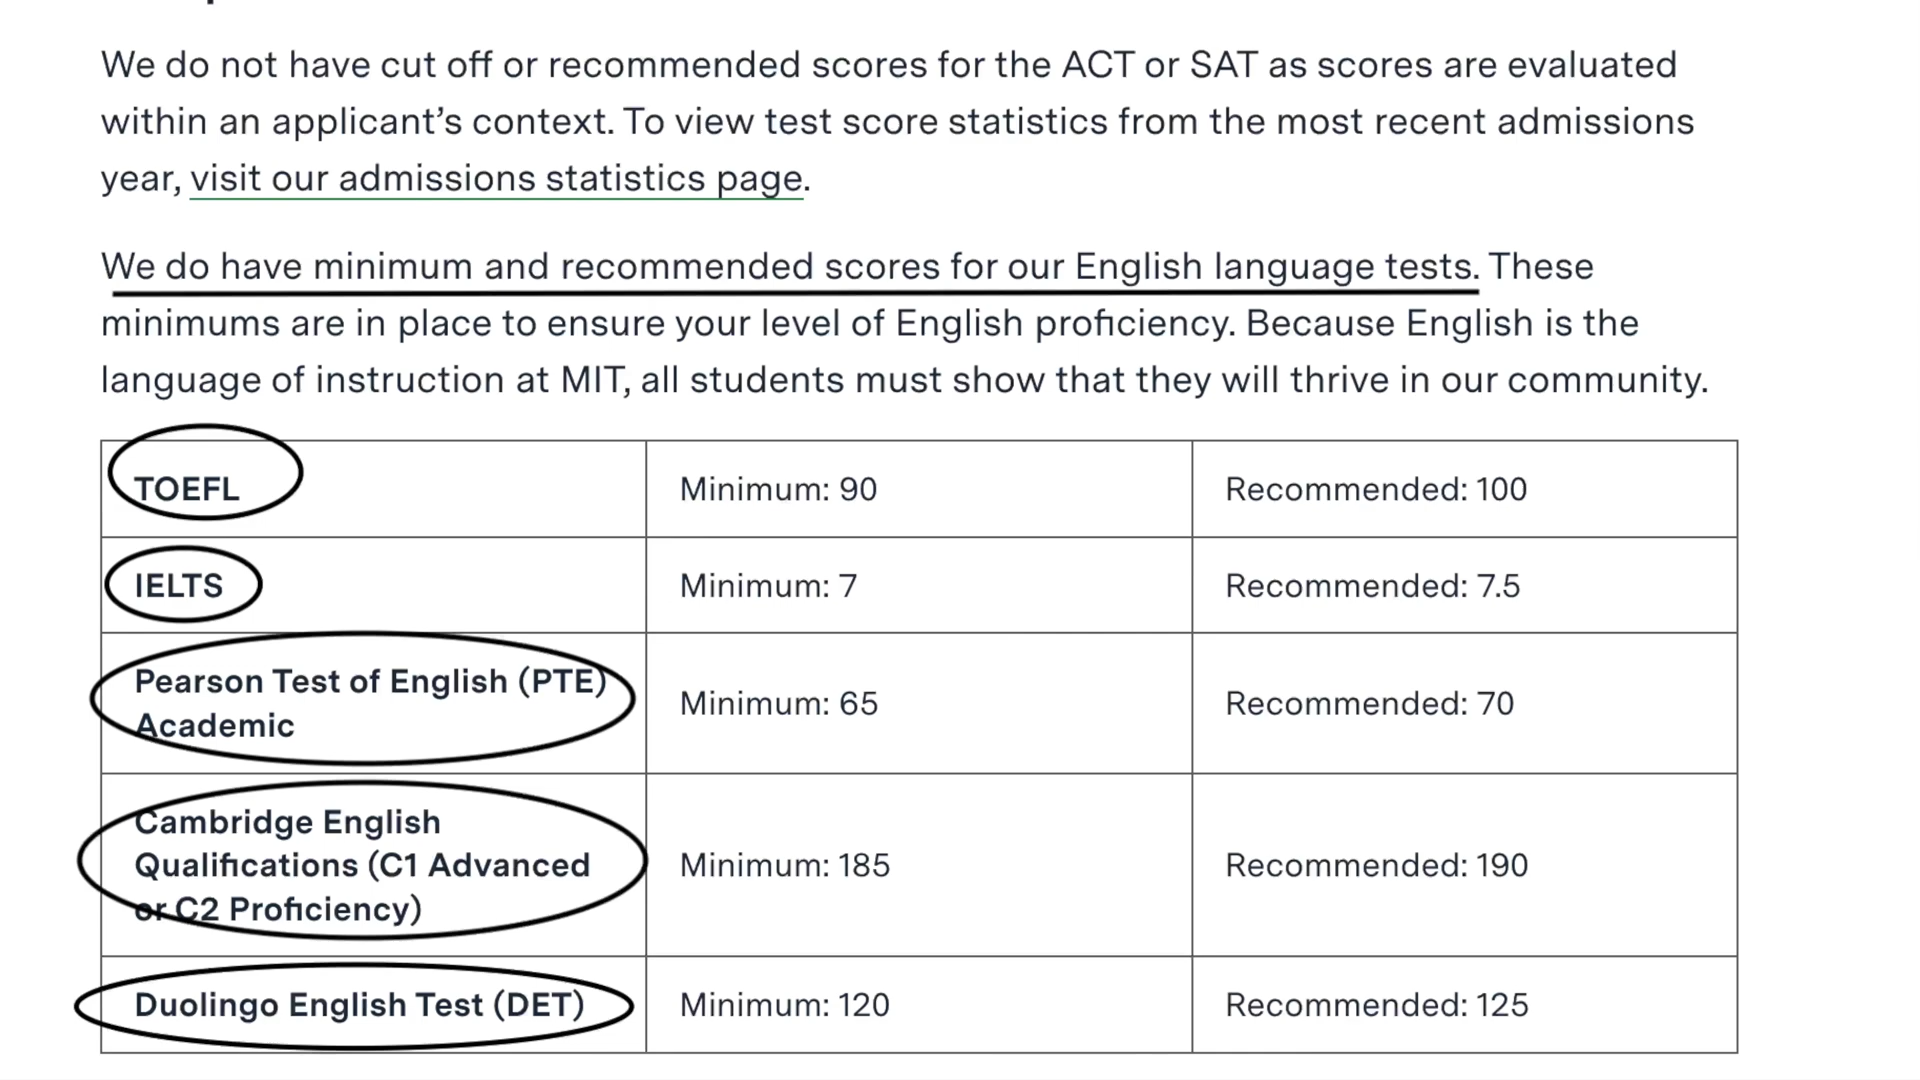 We do not have cut off or recommended scores for the ACT or SAT as scores are evaluated
within an applicant’s context. To view test score statistics from the most recent admissions
year, visit our admissions statistics page.
We do have minimum and recommended scores for our English language tests. These
minimums are in place to ensure your level of English proficiency. Because English is the
language of instruction at MIT, all students must show that they will thrive in our community.
TOEFL Minimum: 90 Recommended: 100
IELTS Minimum: 7 Recommended: 7.5
Pearson Test of English (PTE)
Academic Minimum: 65 Recommended: 70
Cambridge English
Qualifications (C1 Advanced Minimum: 185 Recommended: 190
or C2 Proficiency)
Duolingo English Test (DET) Minimum: 120 Recommended: 125